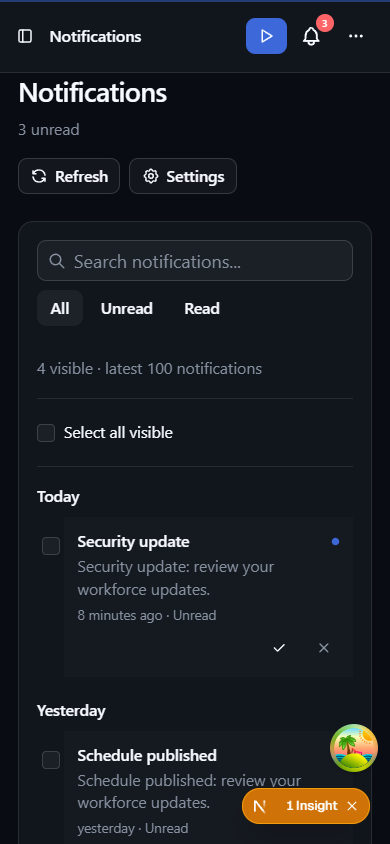 Notifications
3
Notifications
3 unread
Refresh
Settings
Search notifications...
All Unread Read
4 visible · latest 100 notifications
Select all visible
Today
Security update
Security update: review your
workforce updates.
8 minutes ago · Unread
Yesterday
Schedule published
Schedule published: review your
workforce updates.
yesterday · Unread
N 1 Insight